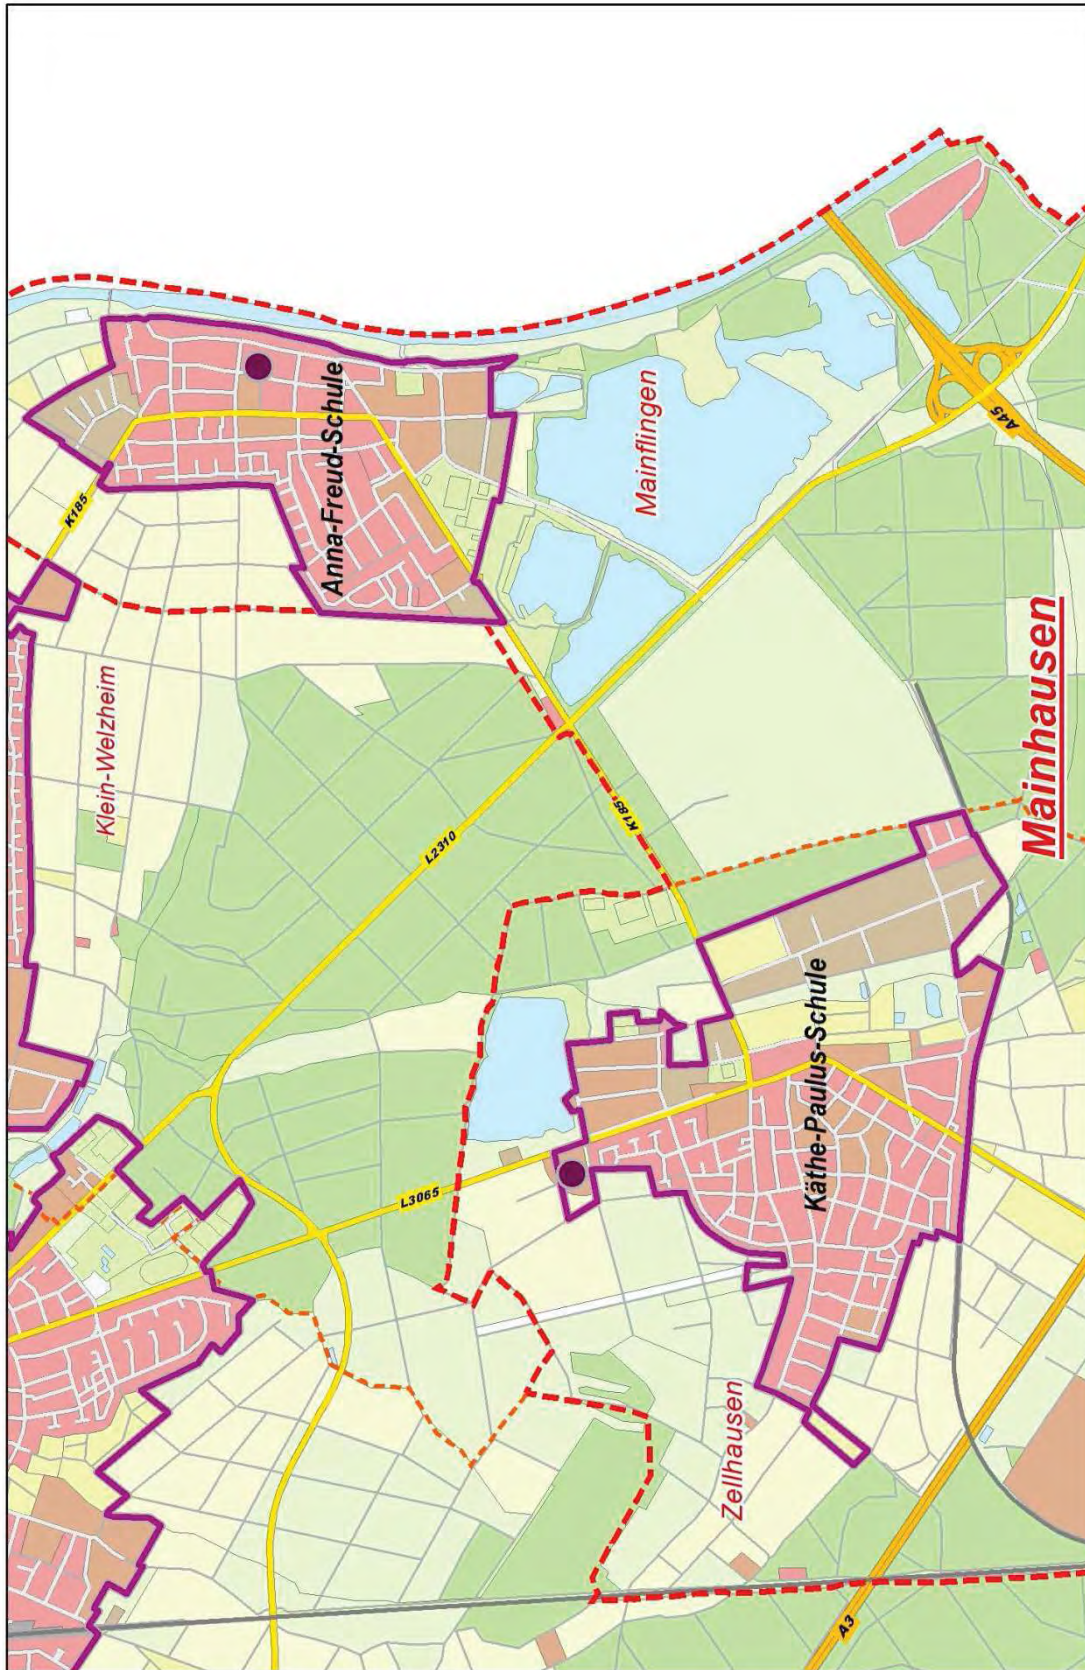 K185
Anna-Freud-Schule
Mainflingen
A45
Klein-Welzheim
L2310
K185
Mainhausen
Käthe-Paulus-Schule
L3065
Zellhausen
A3